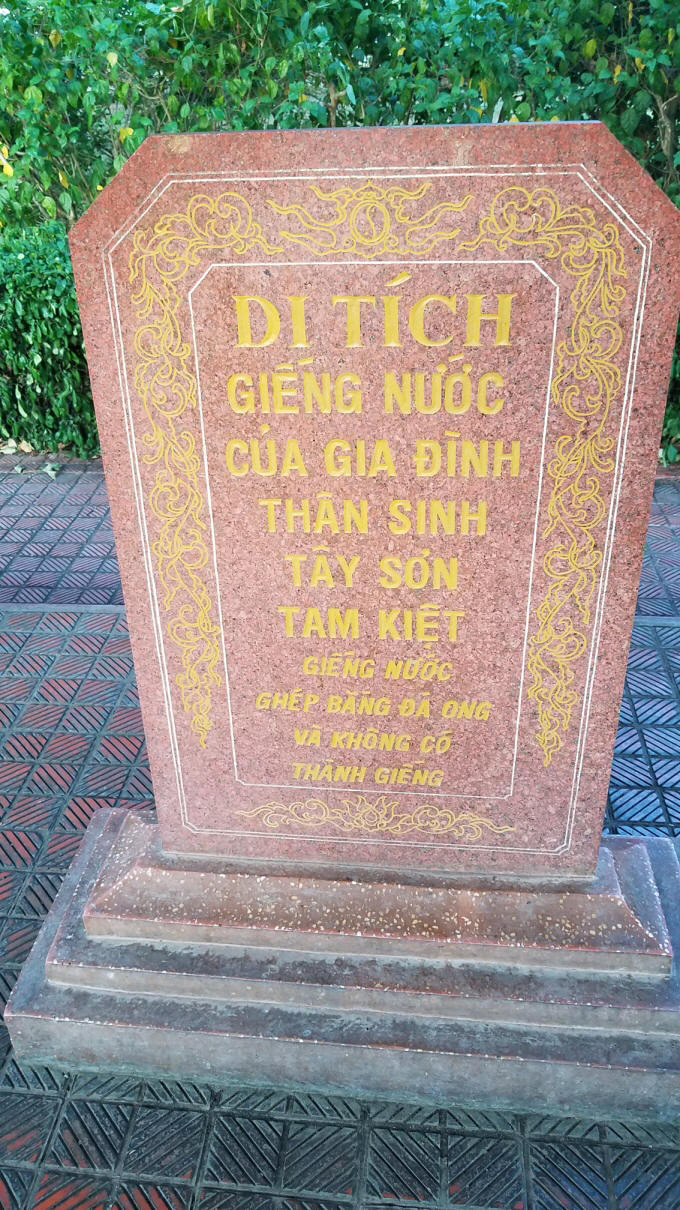 DI TÍCH
GIẾNG NƯỚC
CỦA GIA ĐÌNH
THÂN SINH
TÂY SƠN
TAM KIỆT
GIẾNG NƯỚC
GHÉP BẰNG ĐÁ ONG
VÀ KHÔNG CÓ
THÀNH GIẾNG